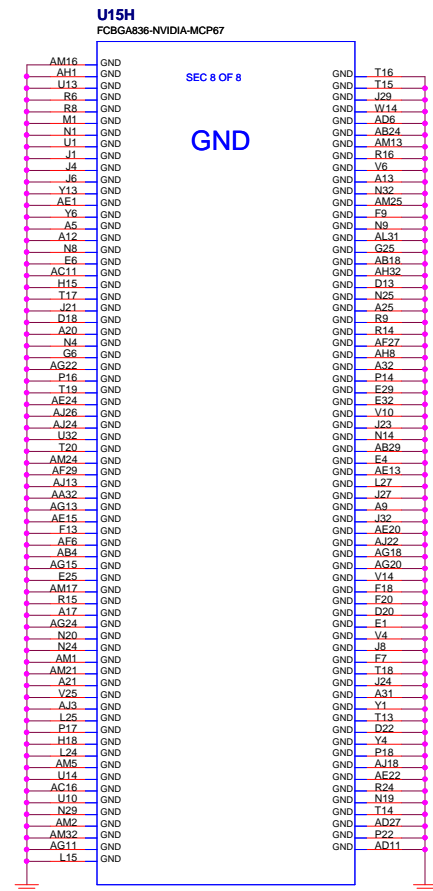 U15H
FCBGA836-NVIDIA-MCP67
SEC 8 OF 8
GND
AM16 GND
AH1 GND
U13 GND
R6 GND
R8 GND
M1 GND
N1 GND
U1 GND
J1 GND
J4 GND
J6 GND
Y13 GND
AE1 GND
Y6 GND
A5 GND
A12 GND
N8 GND
E6 GND
AC11 GND
H15 GND
T17 GND
J21 GND
D18 GND
A20 GND
N4 GND
G6 GND
AG22 GND
P16 GND
T19 GND
AE24 GND
AJ26 GND
AJ24 GND
U32 GND
T20 GND
AM24 GND
AF29 GND
AJ13 GND
AA32 GND
AG13 GND
AE15 GND
F13 GND
AF6 GND
AB4 GND
AG15 GND
E25 GND
AM17 GND
R15 GND
A17 GND
AG24 GND
N20 GND
N24 GND
AM1 GND
AM21 GND
A21 GND
V25 GND
AJ3 GND
L25 GND
P17 GND
H18 GND
L24 GND
AM5 GND
U14 GND
AC16 GND
U10 GND
N29 GND
AM2 GND
AM32 GND
AG11 GND
L15 GND
GND T16
GND T15
GND J29
GND W14
GND AD6
GND AB24
GND AM13
GND R16
GND V6
GND A13
GND N32
GND AM25
GND F9
GND N9
GND AL31
GND G25
GND AB18
GND AH32
GND D13
GND N25
GND A25
GND R9
GND R14
GND AF27
GND AH8
GND A32
GND P14
GND E29
GND E32
GND V10
GND J23
GND N14
GND AB29
GND E4
GND AE13
GND L27
GND J27
GND A9
GND J32
GND AE20
GND AJ22
GND AG18
GND AG20
GND V14
GND F18
GND F20
GND D20
GND E1
GND V4
GND J8
GND F7
GND T18
GND J24
GND A31
GND Y1
GND T13
GND D22
GND Y4
GND P18
GND AJ18
GND AE22
GND R24
GND N19
GND T14
GND AD27
GND P22
GND AD11